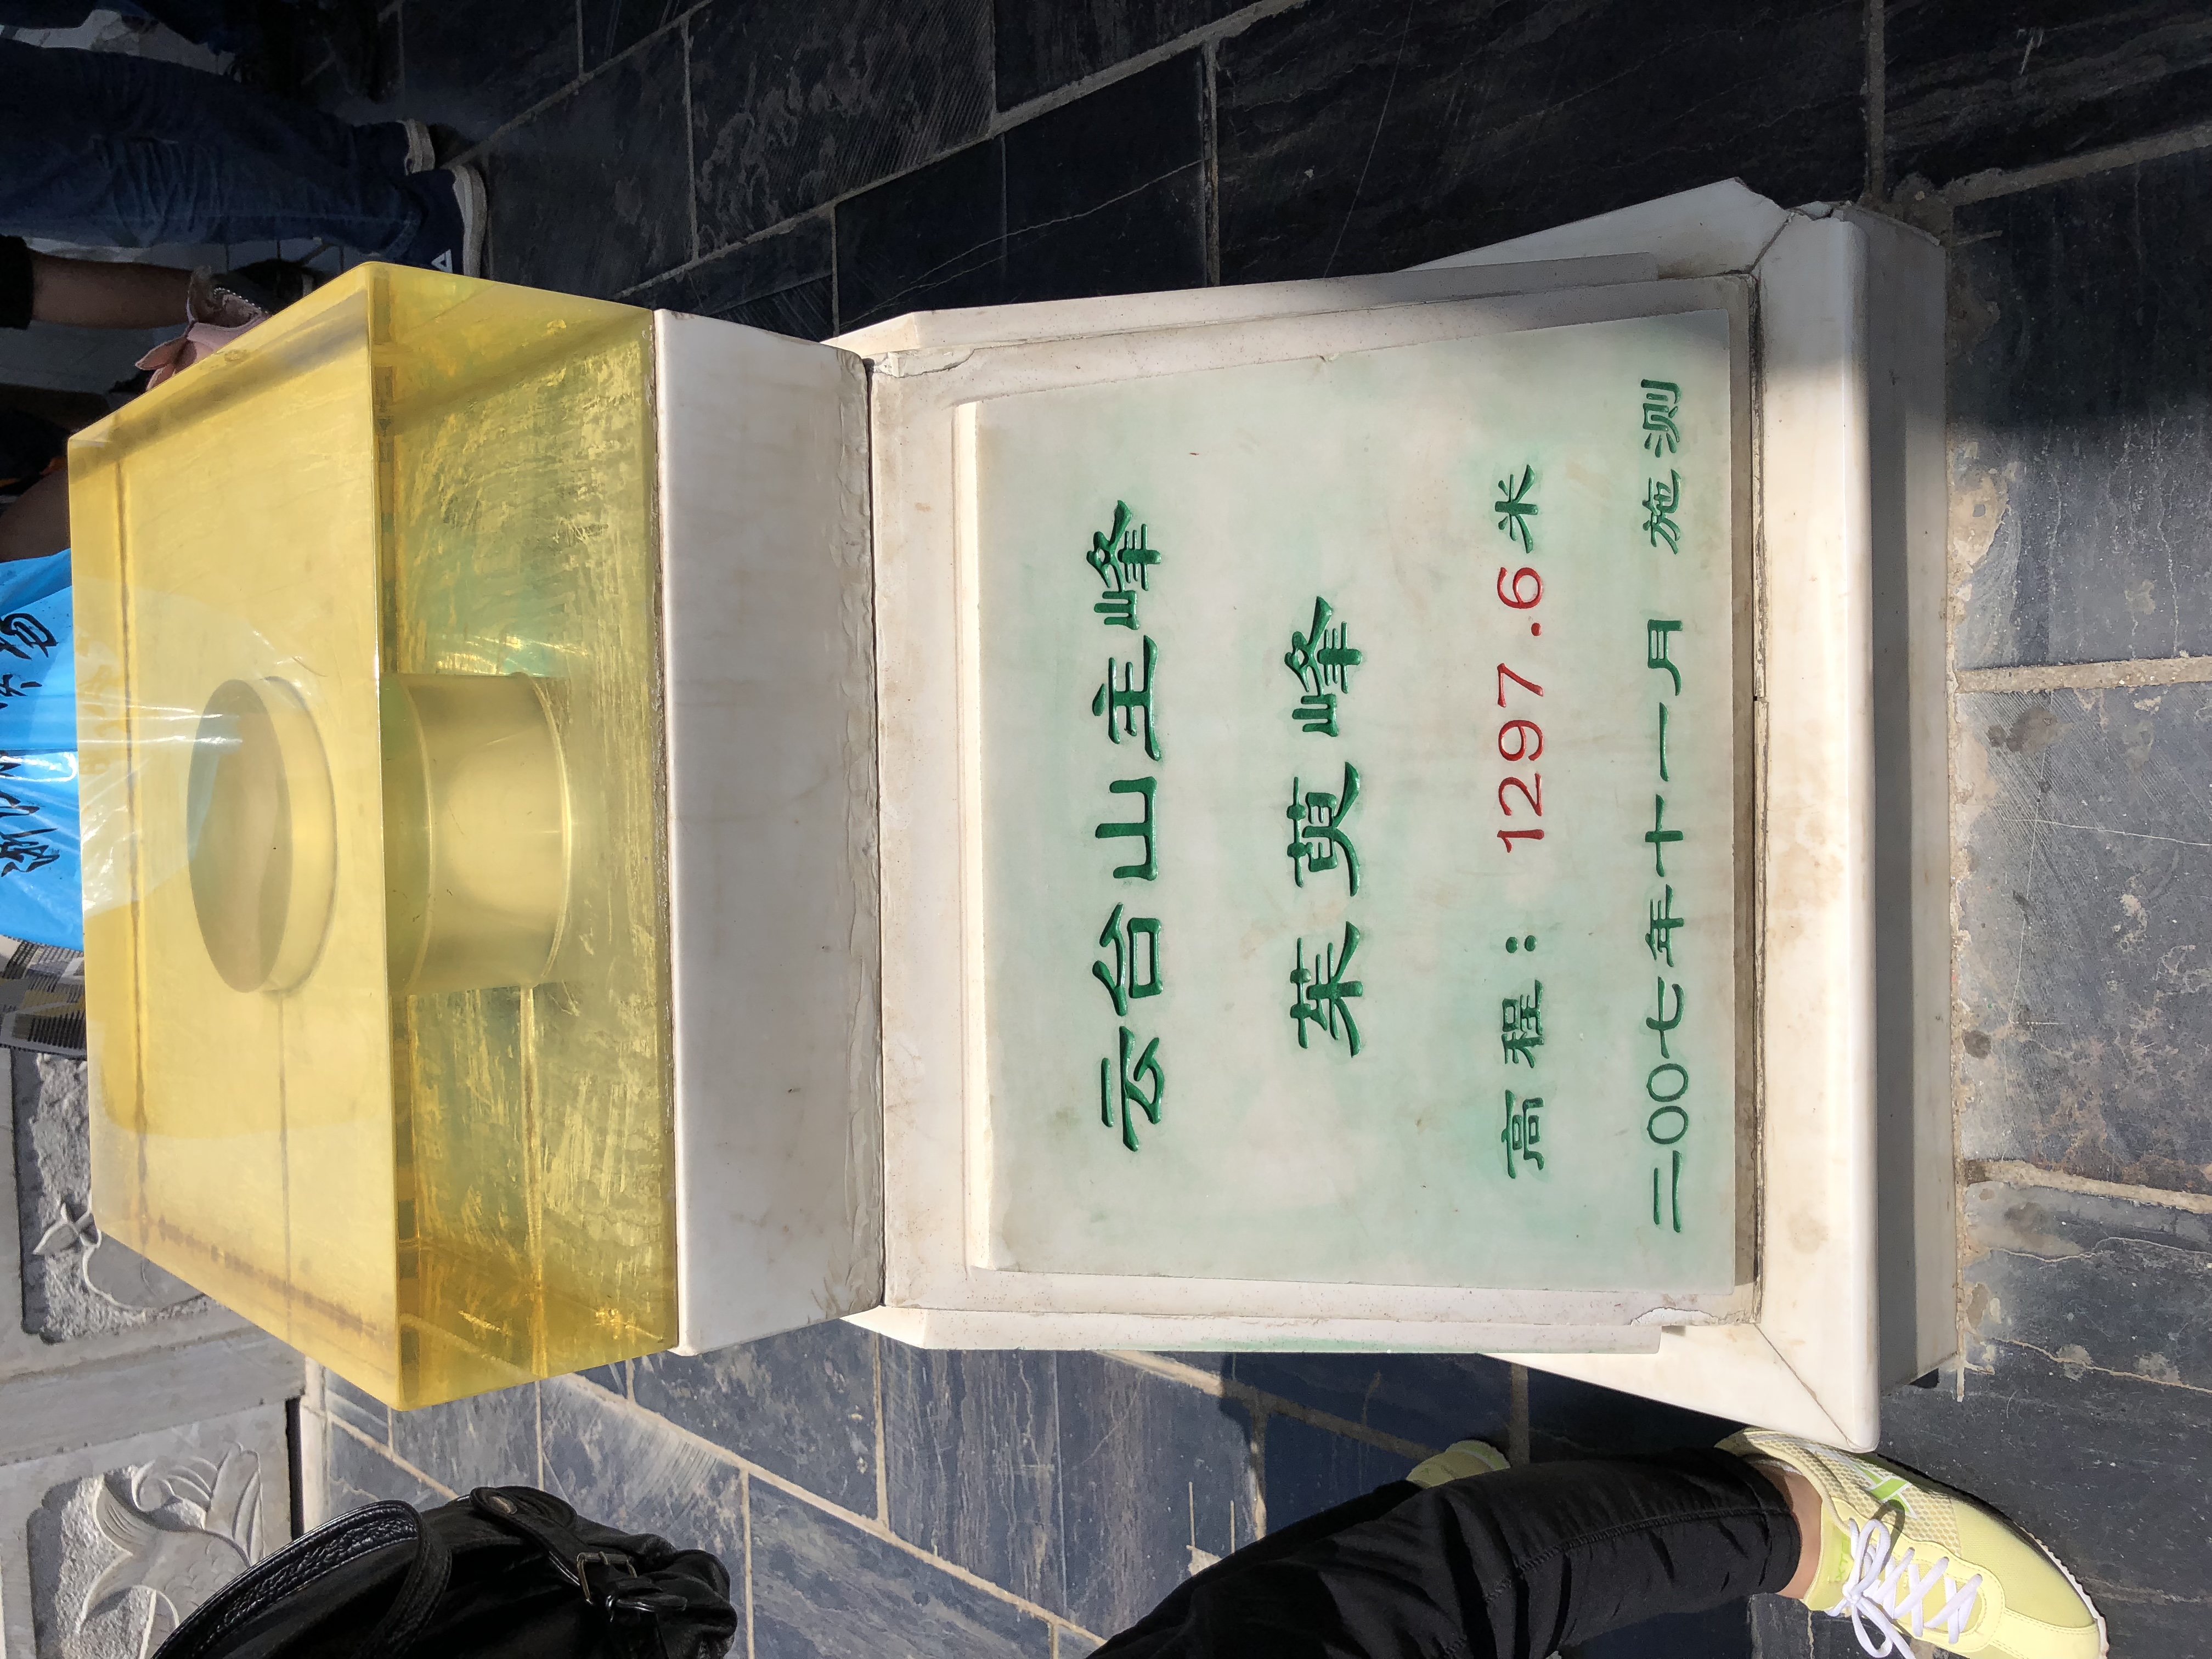 云台山主峰
茱萸峰
高程：1297.6米
二00七年十一月 施测